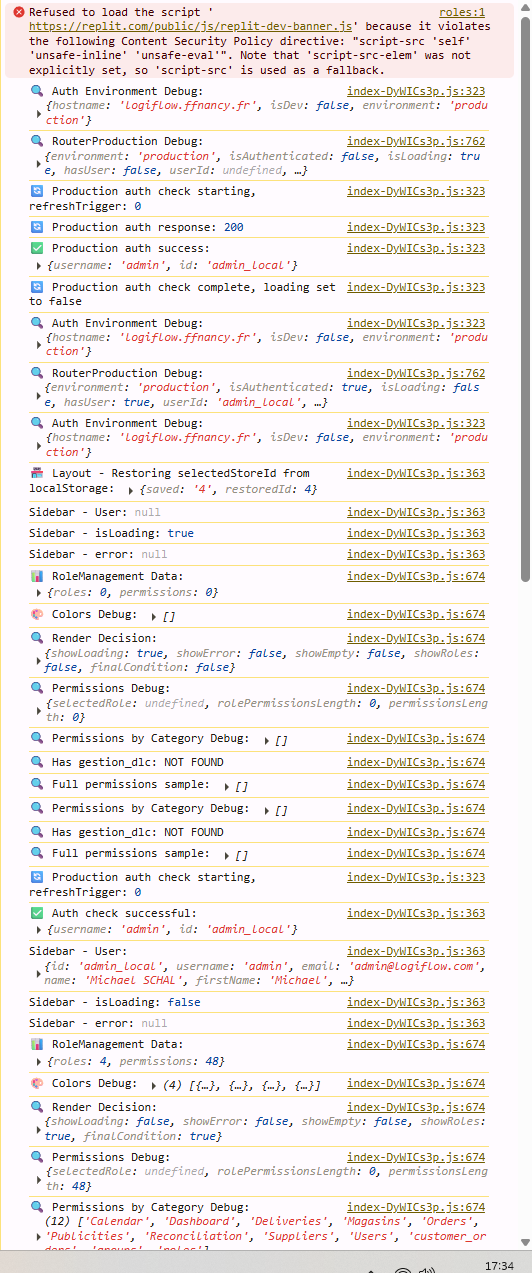 Refused to load the script ' roles:1
https://replit.com/public/js/replit-dev-banner.js' because it violates
the following Content Security Policy directive: "script-src 'self'
'unsafe-inline' 'unsafe-eval'". Note that 'script-src-elem' was not
explicitly set, so 'script-src' is used as a fallback.
Auth Environment Debug: index-DyWICs3p.js:323
{hostname: 'logiflow.ffnancy.fr', isDev: false, environment: 'produ
ction'}
RouterProduction Debug: index-DyWICs3p.js:762
{environment: 'production', isAuthenticated: false, isLoading: tru
e, hasUser: false, userId: undefined, …}
Production auth check starting, index-DyWICs3p.js:323
refreshTrigger: 0
Production auth response: 200 index-DyWICs3p.js:323
Production auth success: index-DyWICs3p.js:323
{username: 'admin', id: 'admin_local'}
Production auth check complete, loading set index-DyWICs3p.js:323
to false
Auth Environment Debug: index-DyWICs3p.js:323
{hostname: 'logiflow.ffnancy.fr', isDev: false, environment: 'produ
ction'}
RouterProduction Debug: index-DyWICs3p.js:762
{environment: 'production', isAuthenticated: true, isLoading: fals
e, hasUser: true, userId: 'admin_local', …}
Auth Environment Debug: index-DyWICs3p.js:323
{hostname: 'logiflow.ffnancy.fr', isDev: false, environment: 'produ
ction'}
Layout - Restoring selectedStoreId from index-DyWICs3p.js:363
localStorage: {saved: '4', restoredId: 4}
Sidebar - User: null index-DyWICs3p.js:363
Sidebar - isLoading: true index-DyWICs3p.js:363
Sidebar - error: null index-DyWICs3p.js:363
RoleManagement Data: index-DyWICs3p.js:674
{roles: 0, permissions: 0}
Colors Debug: [] index-DyWICs3p.js:674
Render Decision: index-DyWICs3p.js:674
{showLoading: true, showError: false, showEmpty: false, showRoles:
false, finalCondition: false}
Permissions Debug: index-DyWICs3p.js:674
{selectedRole: undefined, rolePermissionsLength: 0, permissionsLeng
th: 0}
Permissions by Category Debug: [] index-DyWICs3p.js:674
Has gestion_dlc: NOT FOUND index-DyWICs3p.js:674
Full permissions sample: [] index-DyWICs3p.js:674
Permissions by Category Debug: [] index-DyWICs3p.js:674
Has gestion_dlc: NOT FOUND index-DyWICs3p.js:674
Full permissions sample: [] index-DyWICs3p.js:674
Production auth check starting, index-DyWICs3p.js:323
refreshTrigger: 0
Auth check successful: index-DyWICs3p.js:363
{username: 'admin', id: 'admin_local'}
Sidebar - User: index-DyWICs3p.js:363
{id: 'admin_local', username: 'admin', email: 'admin@logiflow.com',
name: 'Michael SCHAL', firstName: 'Michael', …}
Sidebar - isLoading: false index-DyWICs3p.js:363
Sidebar - error: null index-DyWICs3p.js:363
RoleManagement Data: index-DyWICs3p.js:674
{roles: 4, permissions: 48}
Colors Debug: (4) [{…}, {…}, {…}, {…}] index-DyWICs3p.js:674
Render Decision: index-DyWICs3p.js:674
{showLoading: false, showError: false, showEmpty: false, showRoles:
true, finalCondition: true}
Permissions Debug: index-DyWICs3p.js:674
{selectedRole: undefined, rolePermissionsLength: 0, permissionsLeng
th: 48}
Permissions by Category Debug: index-DyWICs3p.js:674
(12) ['Calendar', 'Dashboard', 'Deliveries', 'Magasins', 'Orders',
'Publicities', 'Reconciliation', 'Suppliers', 'Users', 'customer_or
17:34